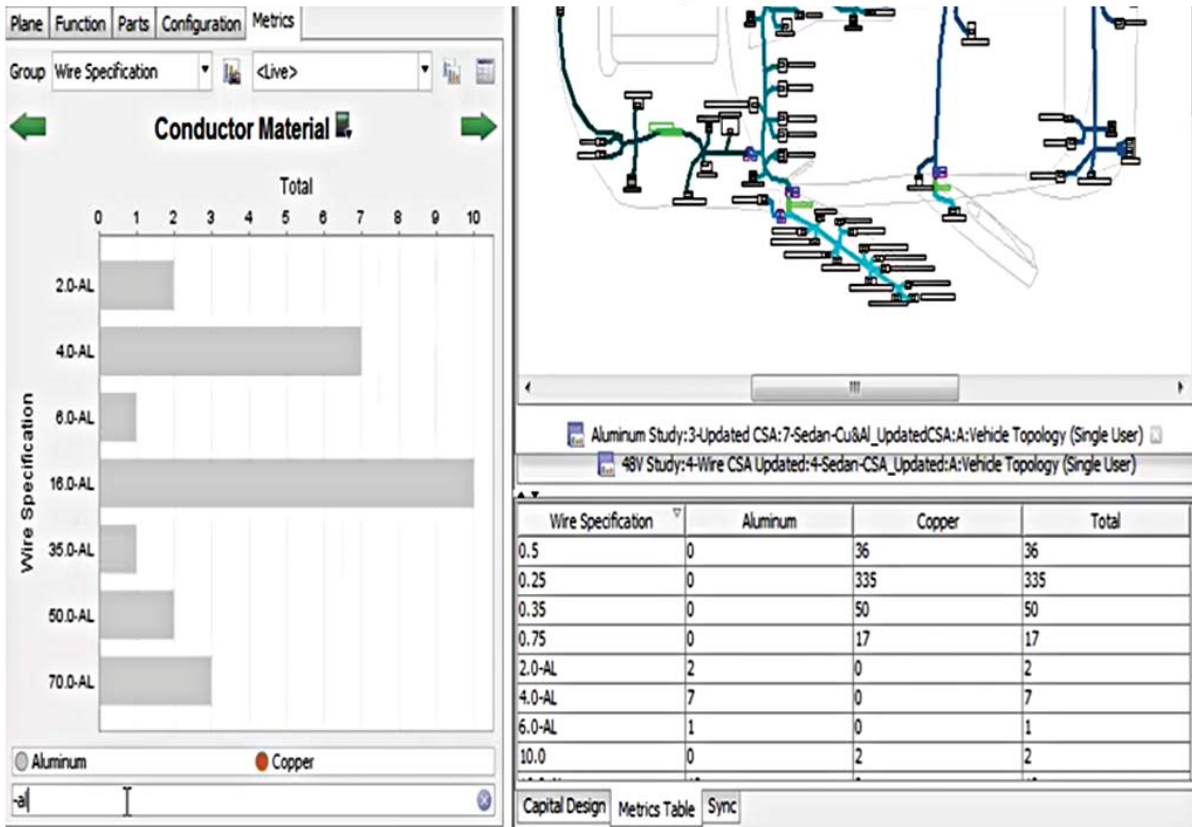 Plane Function Parts Configuration Metrics
Group Wire Specification <Live>
Conductor Material
Total
0 1 2 3 4 5 6 7 8 9 10
Wire Specification
2.0-AL
4.0-AL
6.0-AL
16.0-AL
35.0-AL
50.0-AL
70.0-AL
Aluminum Copper
-al
Aluminum Study:3-Updated CSA:7-Sedan-Cu&Al_UpdatedCSA:A:Vehicle Topology (Single User)
48V Study:4-Wire CSA Updated:4-Sedan-CSA_Updated:A:Vehicle Topology (Single User)
Wire Specification Aluminum Copper Total
0.5 0 36 36
0.25 0 335 335
0.35 0 50 50
0.75 0 17 17
2.0-AL 2 0 2
4.0-AL 7 0 7
6.0-AL 1 0 1
10.0 0 2 2
Capital Design Metrics Table Sync